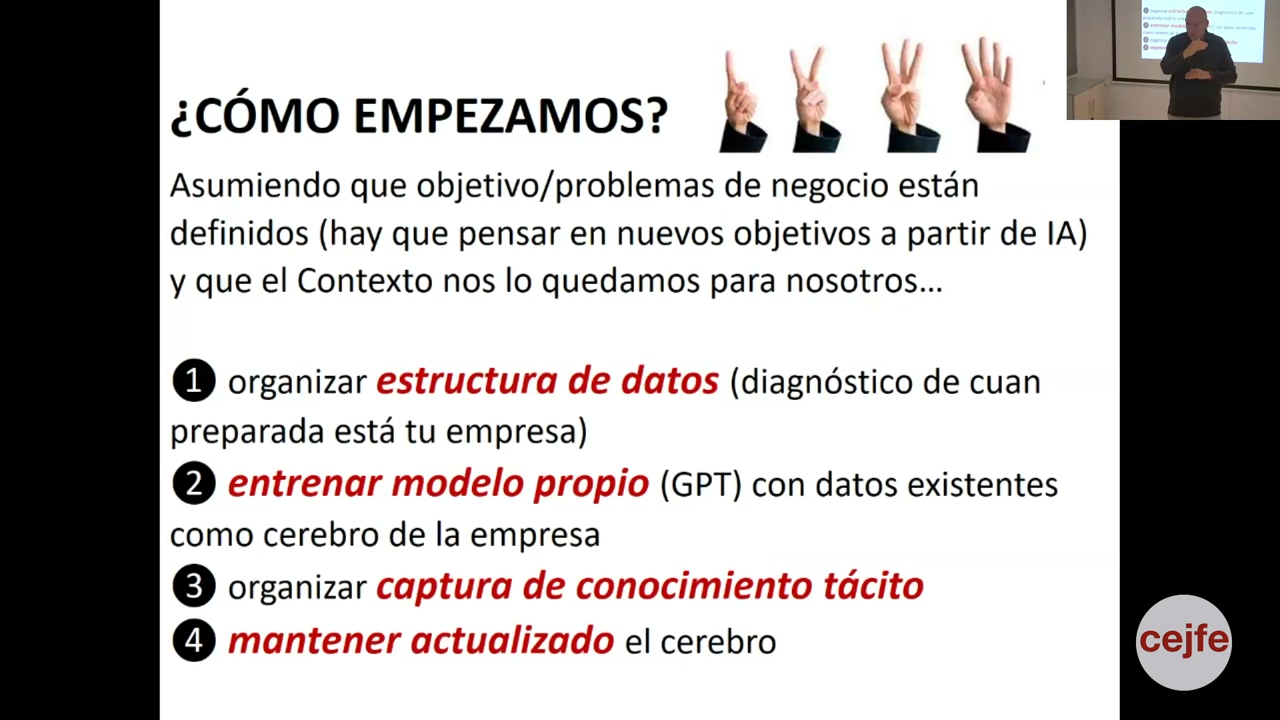 ¿CÓMO EMPEZAMOS?
Asumiendo que objetivo/problemas de negocio están
definidos (hay que pensar en nuevos objetivos a partir de IA)
y que el Contexto nos lo quedamos para nosotros…
❶ organizar estructura de datos (diagnóstico de cuan
preparada está tu empresa)
❷ entrenar modelo propio (GPT) con datos existentes
como cerebro de la empresa
❸ organizar captura de conocimiento tácito
❹ mantener actualizado el cerebro
cejfe